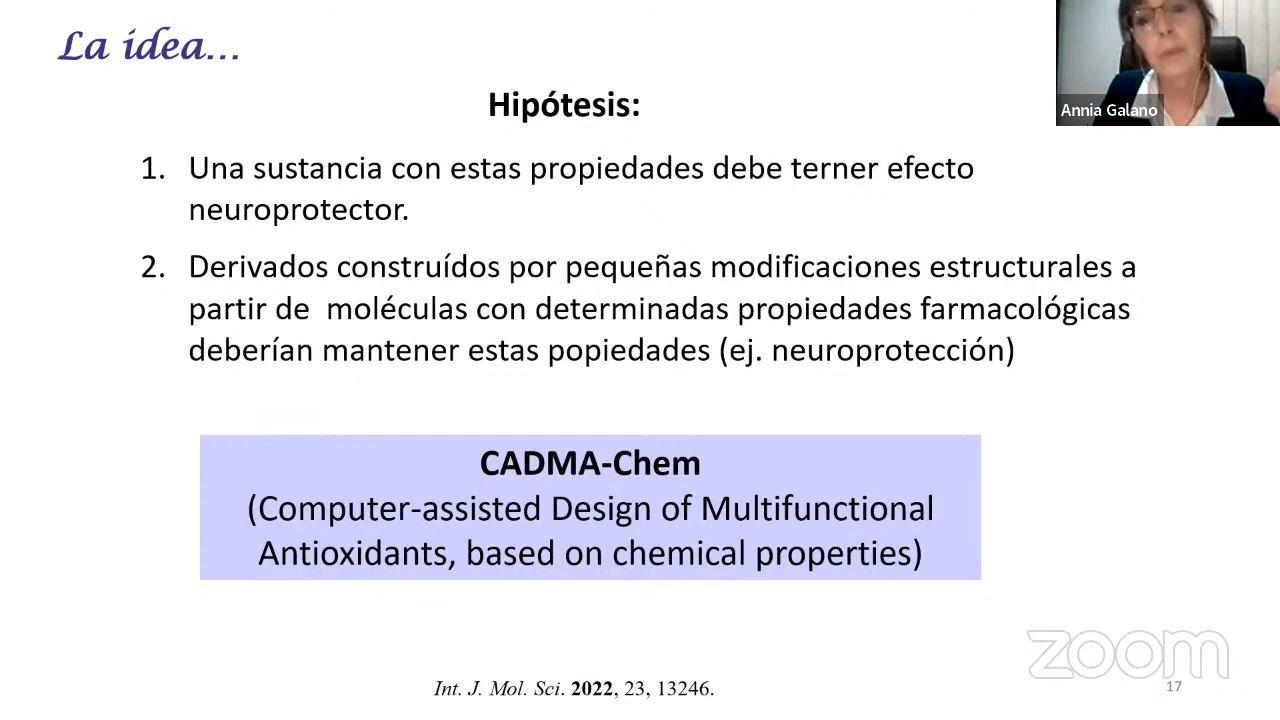 La idea...
Annia Galano
Hipótesis:
1. Una sustancia con estas propiedades debe terner efecto
neuroprotector.
2. Derivados construídos por pequeñas modificaciones estructurales a
partir de moléculas con determinadas propiedades farmacológicas
deberían mantener estas popiedades (ej. neuroprotección)
CADMA-Chem
(Computer-assisted Design of Multifunctional
Antioxidants, based on chemical properties)
zoom
Int. J. Mol. Sci. 2022, 23, 13246.
17